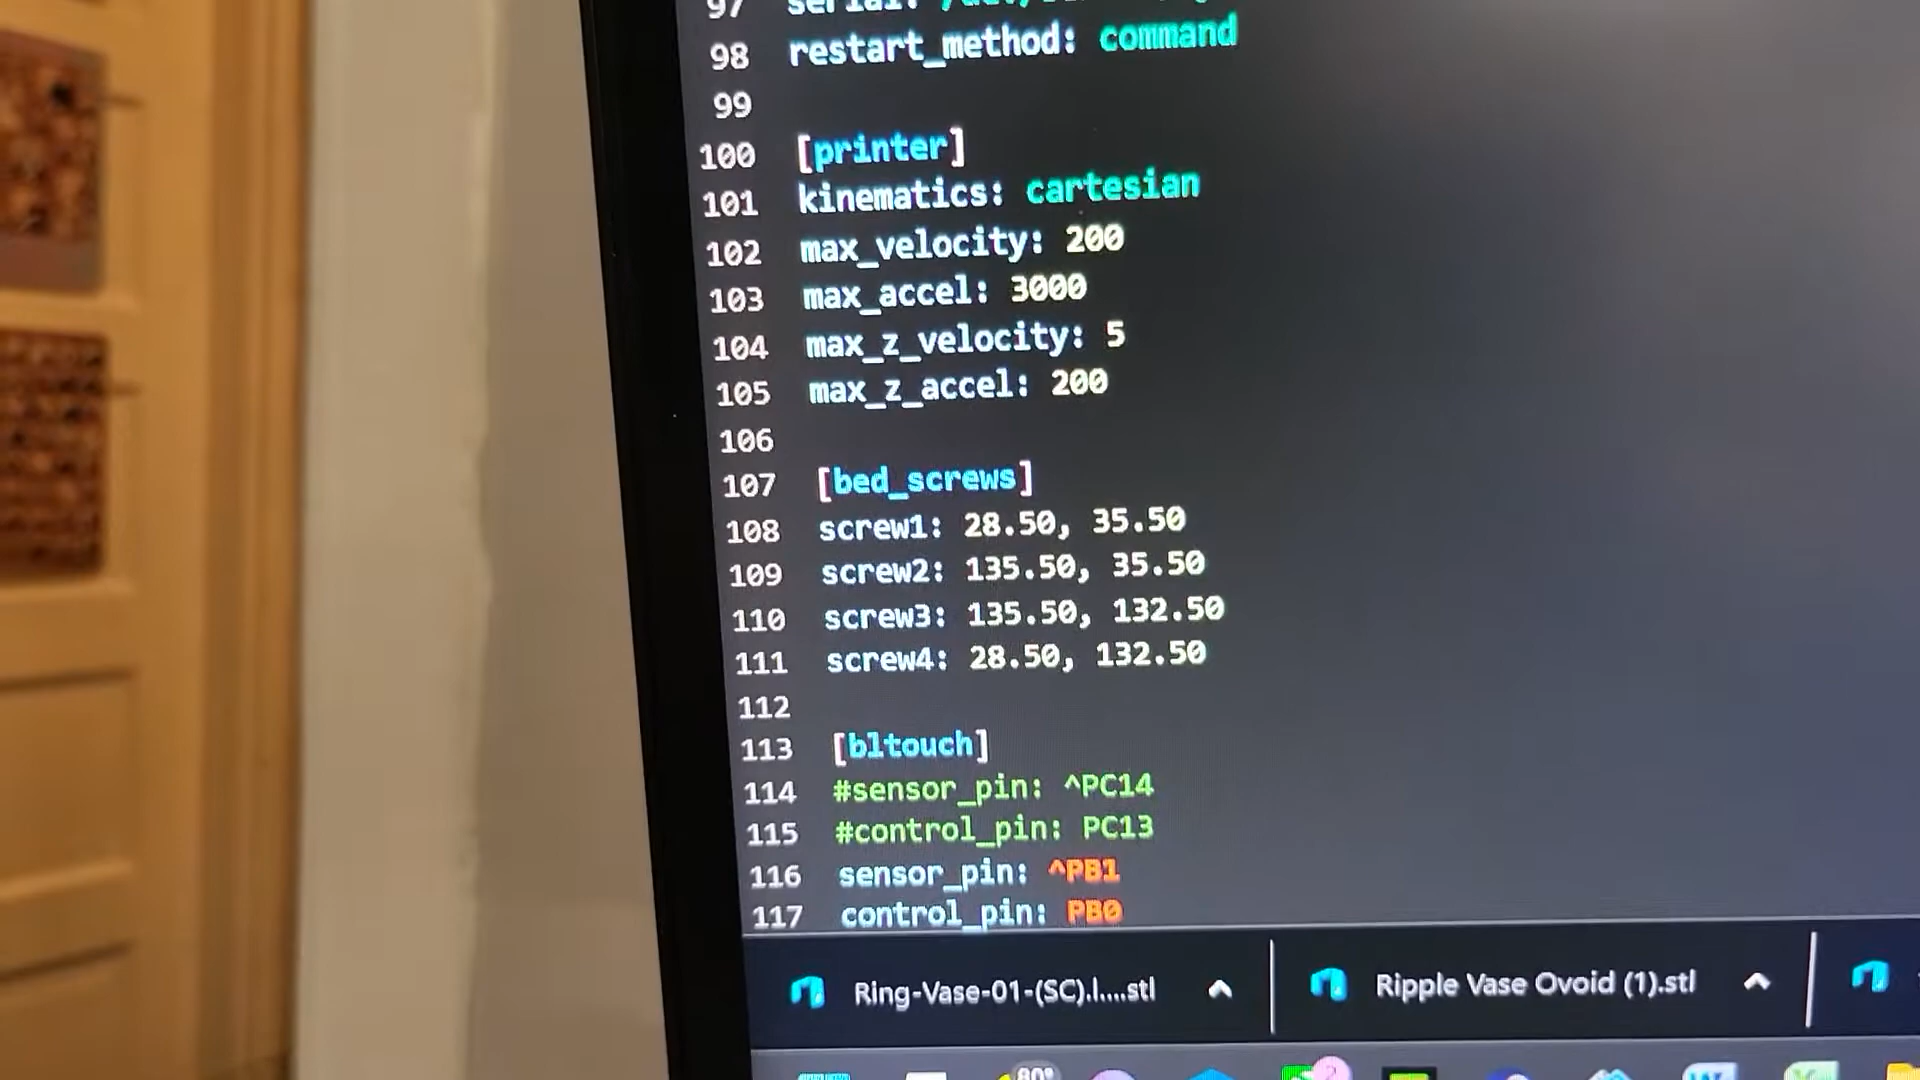 97 serial:
98 restart_method: command
99
100 [printer]
101 kinematics: cartesian
102 max_velocity: 200
103 max_accel: 3000
104 max_z_velocity: 5
105 max_z_accel: 200
106
107 [bed_screws]
108 screw1: 28.50, 35.50
109 screw2: 135.50, 35.50
110 screw3: 135.50, 132.50
111 screw4: 28.50, 132.50
112
113 [bltouch]
114 #sensor_pin: ^PC14
115 #control_pin: PC13
116 sensor_pin: ^PB1
117 control_pin: PB0
Ring-Vase-01-(SC).l....stl
Ripple Vase Ovoid (1).stl
80°